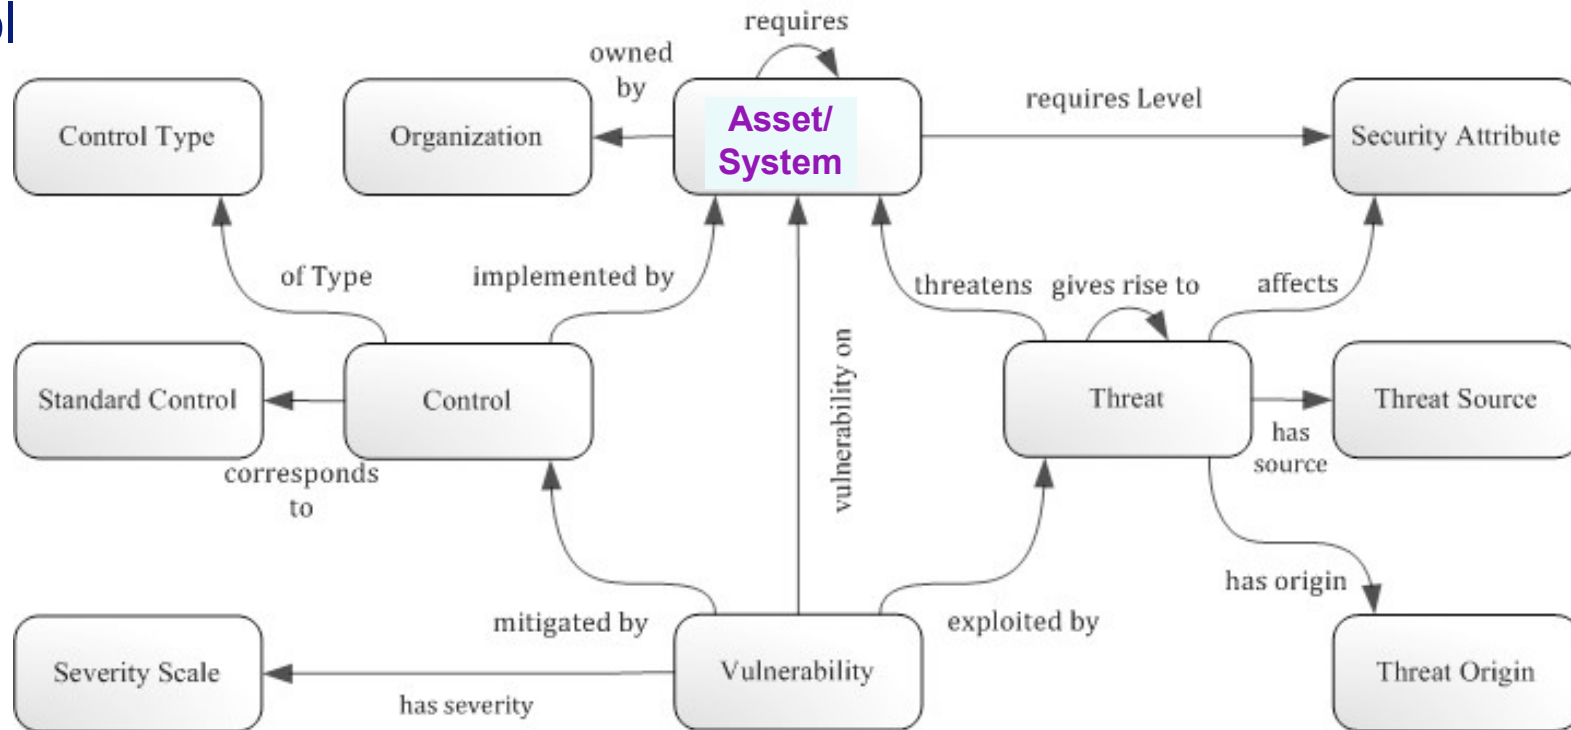 requires
owned
by
Control Type
Organization
Asset/
System
requires Level
Security Attribute
of Type
implemented by
threatens
gives rise to
affects
vulnerability on
Standard Control
Control
Threat
Threat Source
has
source
corresponds
to
has origin
mitigated by
exploited by
Severity Scale
has severity
Vulnerability
Threat Origin